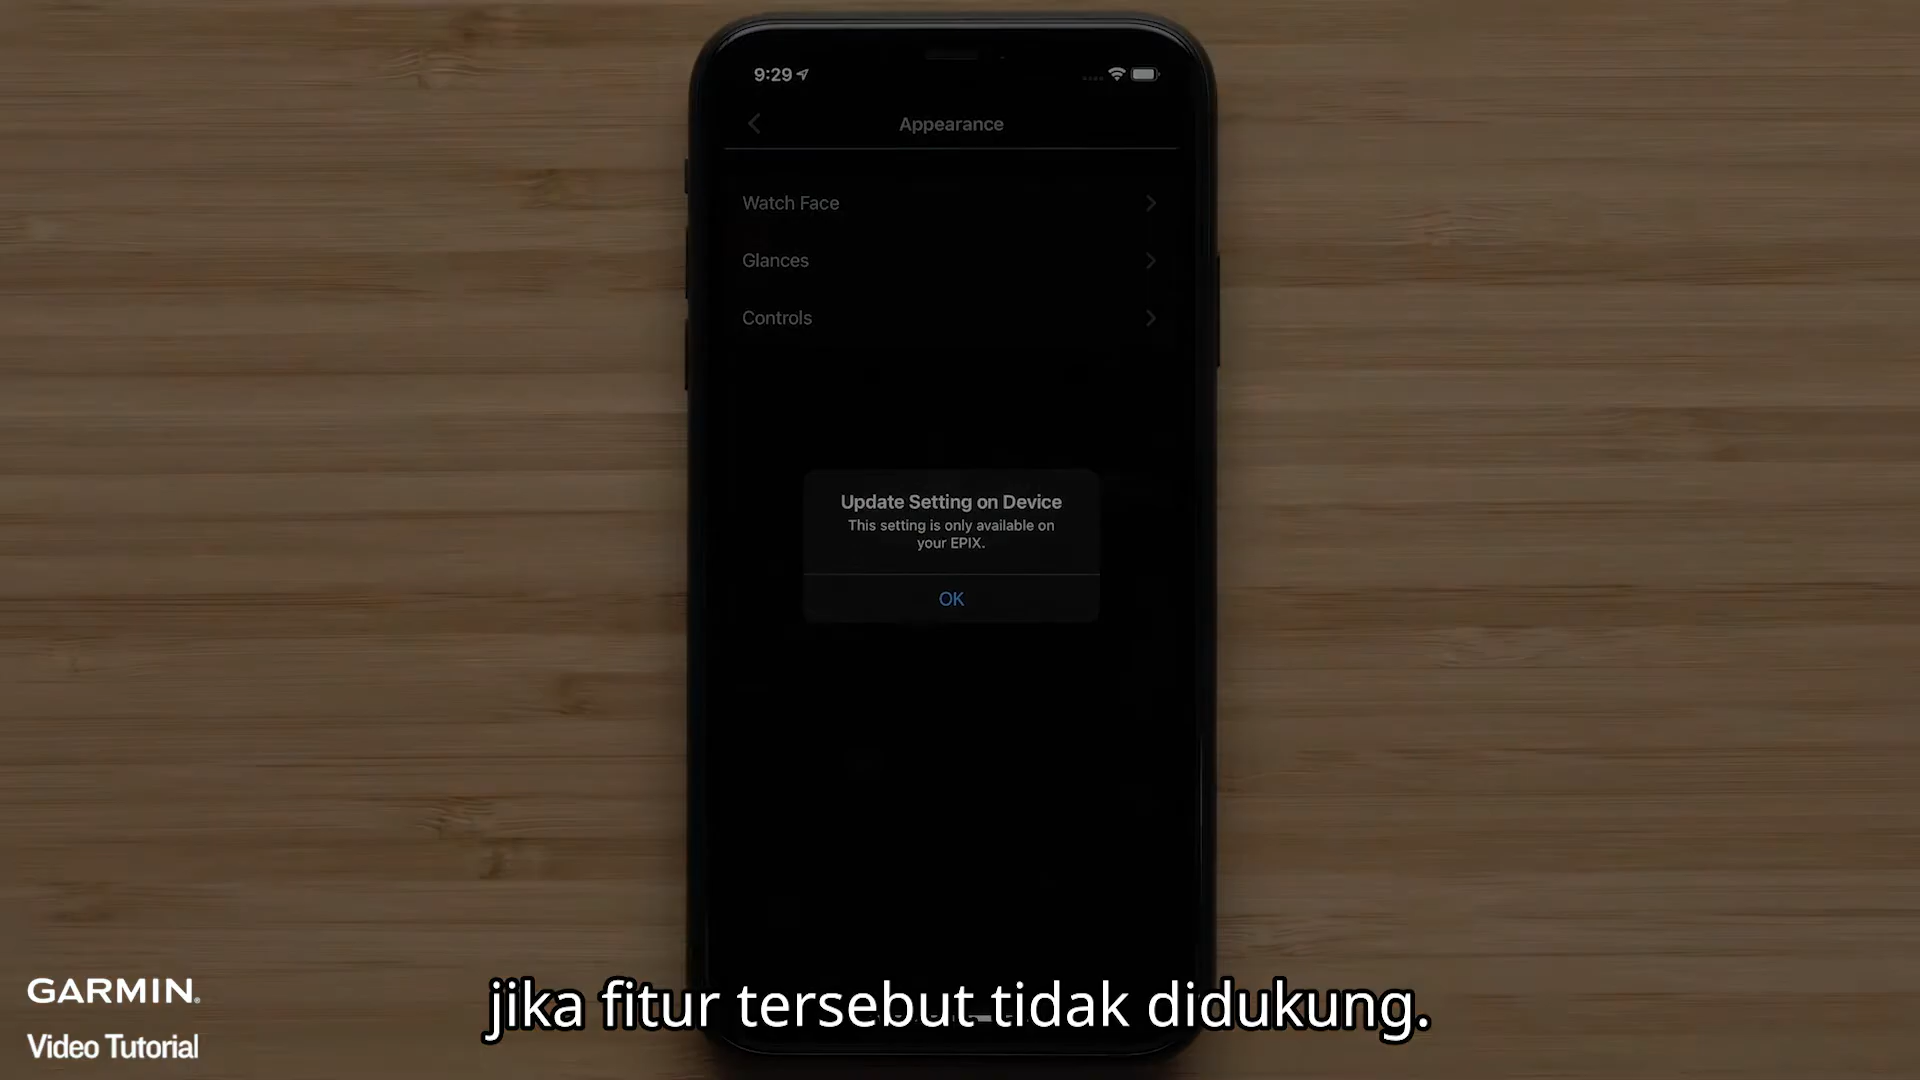 9:29
Appearance
Watch Face
Glances
Controls
Update Setting on Device
This setting is only available on
your EPIX.
OK
jika fitur tersebut tidak didukung.
GARMIN®
Video Tutorial